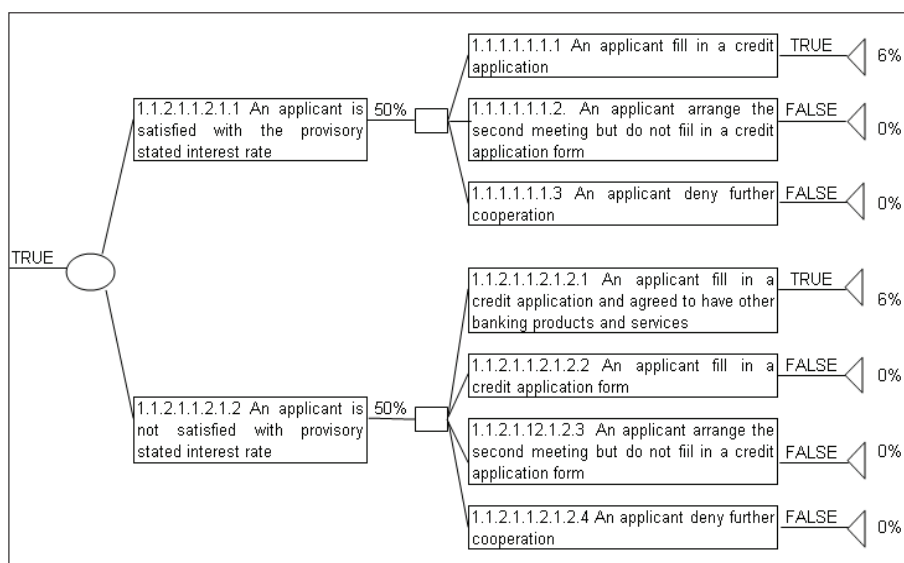 1.1.1.1.1.1.1 An applicant fill in a credit
application
TRUE
6%
1.1.2.1.1.2.1.1 An applicant is
satisfied with the provisory
stated interest rate
50%
1.1.1.1.1.1.2. An applicant arrange the
second meeting but do not fiil in a credit
application form
FALSE
0%
1.1.1.1.1.1.3 An applicant deny further
cooperation
FALSE
0%
TRUE
1.1.2.1.1.2.1.2.1 An applicant fill in a
credit application and agreed to have other
banking products and services
TRUE
6%
1.1.2.1.1.2.1.2.2 An applicant fill in a
credit application form
FALSE
0%
1.1.2.1.1.2.1.2 An applicant is
not satisfied with provisory
stated interest rate
50%
1.1.2.1.12.1.2.3 An applicant arrange the
second meeting but do not fiil in a credit
application form
FALSE
0%
1.1.2.1.1.2.1.2.4 An applicant deny further
cooperation
FALSE
0%